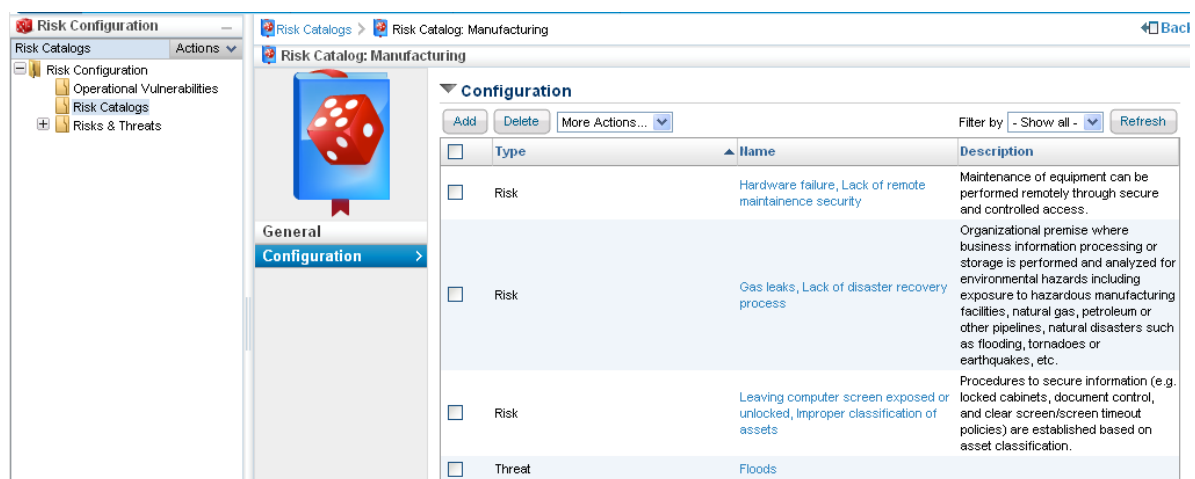 Risk Configuration
Risk Catalogs Actions
Risk Configuration
Operational Vulnerabilities
Risk Catalogs
Risks & Threats
Risk Catalogs > Risk Catalog: Manufacturing
Back
Risk Catalog: Manufacturing
General
Configuration >
Configuration
Add Delete More Actions... Filter by - Show all - Refresh
Type Name Description
Risk
Hardware failure, Lack of remote
maintainence security
Maintenance of equipment can be
performed remotely through secure
and controlled access.
Risk
Gas leaks, Lack of disaster recovery
process
Organizational premise where
business information processing or
storage is performed and analyzed for
environmental hazards including
exposure to hazardous manufacturing
facilities, natural gas, petroleum or
other pipelines, natural disasters such
as flooding, tornadoes or
earthquakes, etc.
Risk
Leaving computer screen exposed or
unlocked, Improper classification of
assets
Procedures to secure information (e.g.
locked cabinets, document control,
and clear screen/screen timeout
policies) are established based on
asset classification.
Threat
Floods